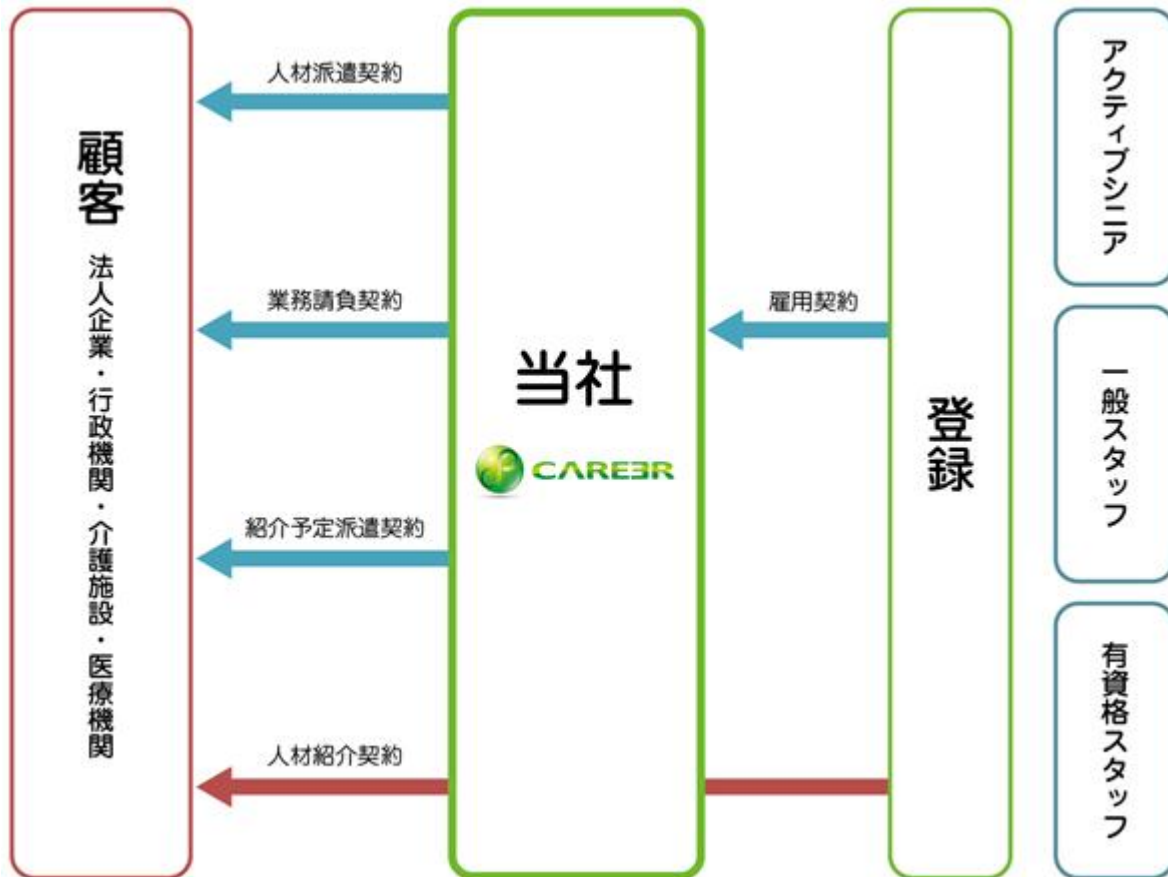 顧客
法人企業・行政機関・介護施設・医療機関
人材派遣契約
業務請負契約
紹介予定派遣契約
人材紹介契約
当社
CAREER
雇用契約
登録
アクティブシニア
一般スタッフ
有資格スタッフ